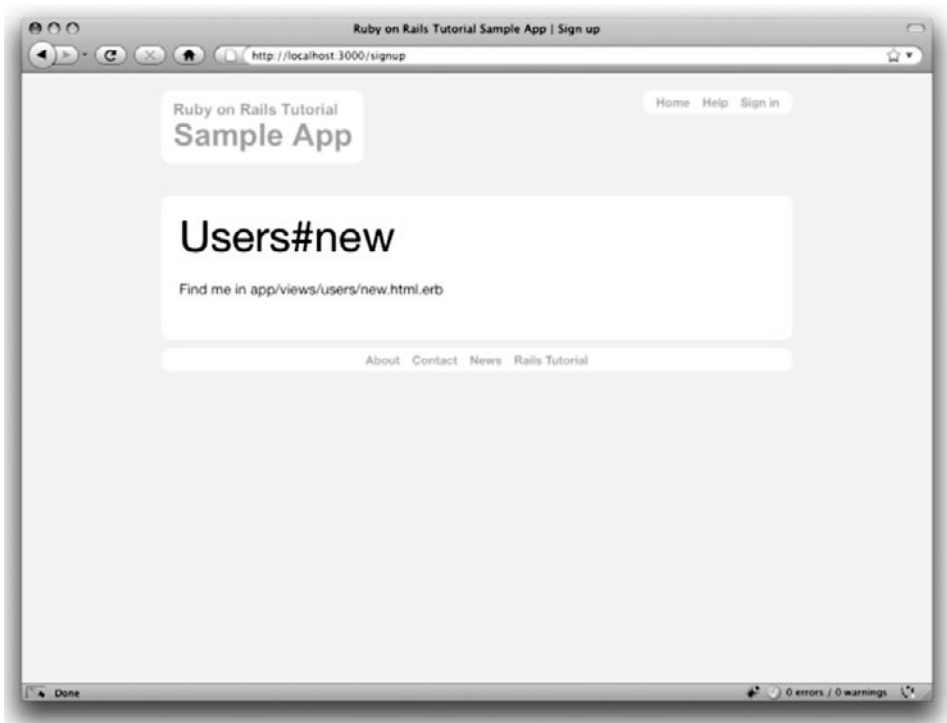 Ruby on Rails Tutorial Sample App | Sign up
http://localhost:3000/signup
Ruby on Rails Tutorial
Sample App
Home Help Sign in
Users#new
Find me in app/views/users/new.html.erb
About Contact News Rails Tutorial
Done
0 errors / 0 warnings